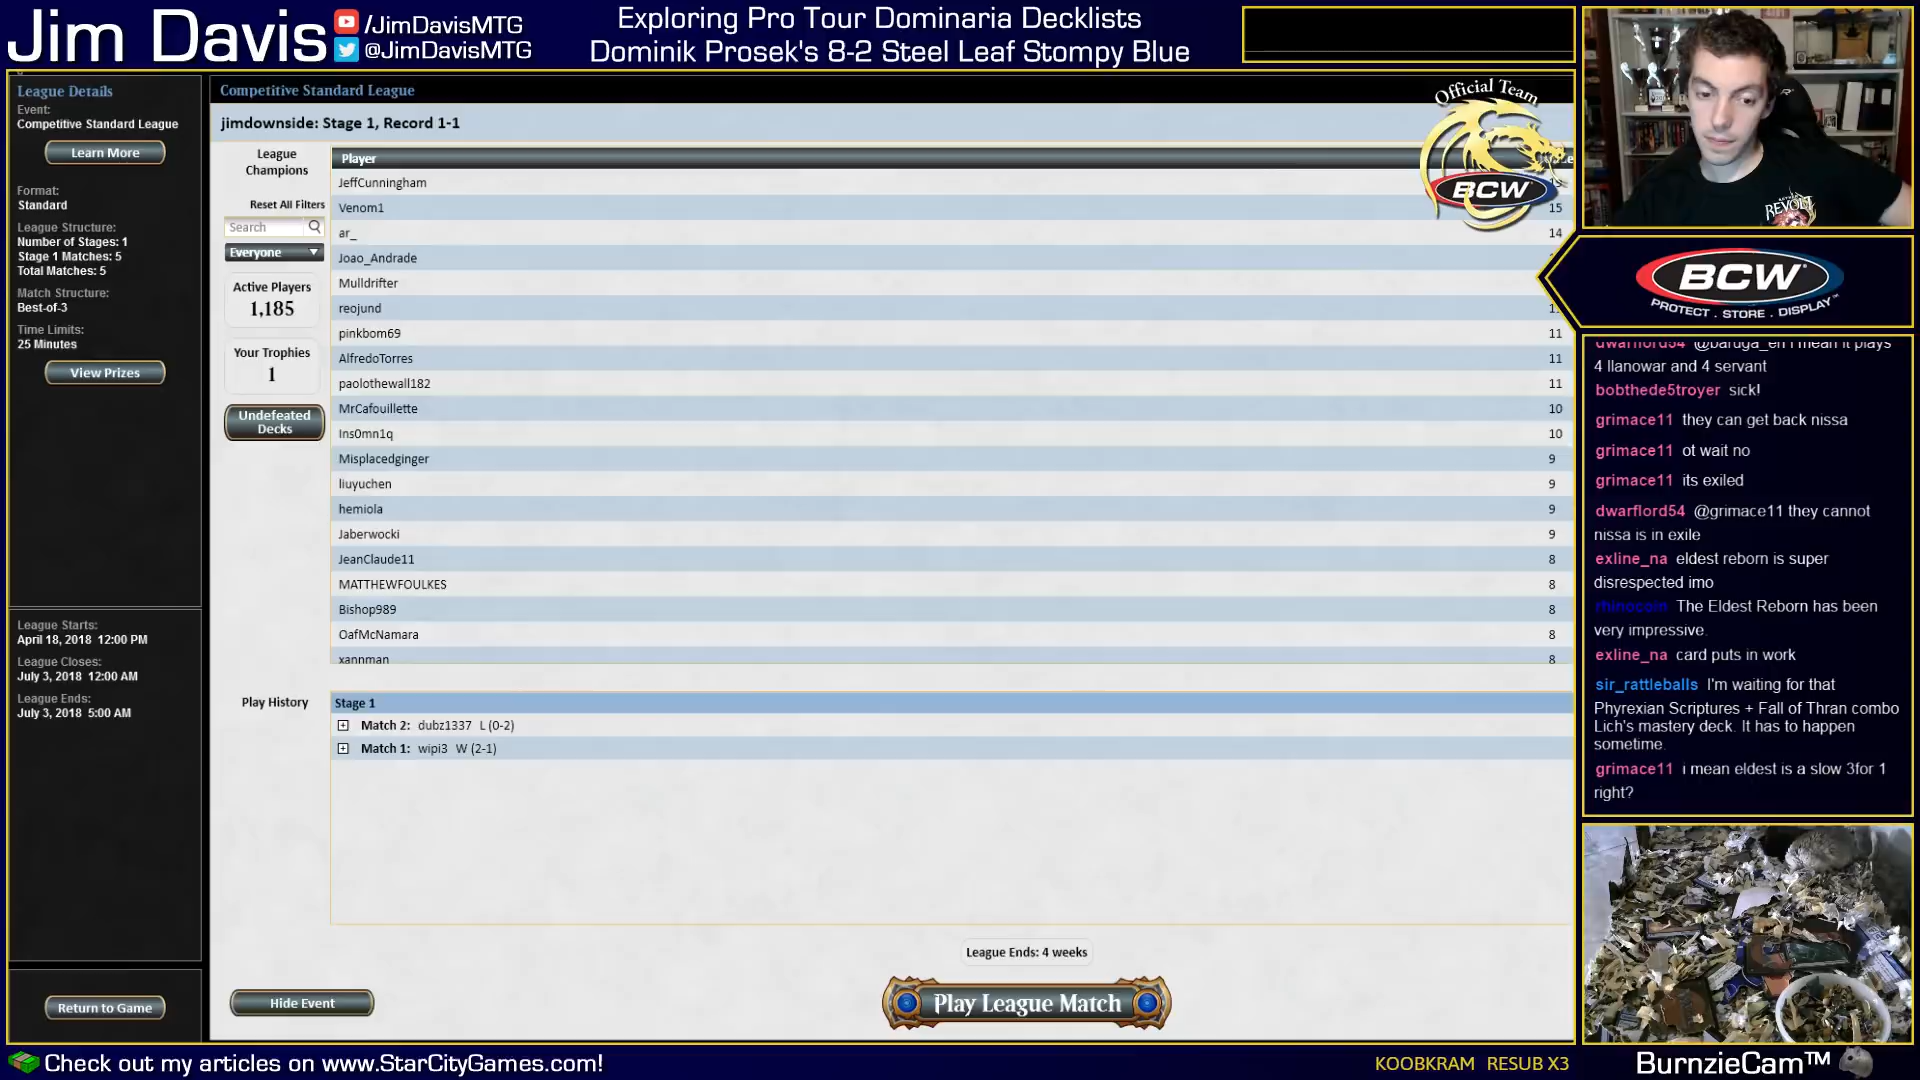 Jim Davis
/JimDavisMTG
@JimDavisMTG
Exploring Pro Tour Dominaria Decklists
Dominik Prosek's 8-2 Steel Leaf Stompy Blue
League Details
Event:
Competitive Standard League
Learn More
Format:
Standard
League Structure:
Number of Stages: 1
Stage 1 Matches: 5
Total Matches: 5
Match Structure:
Best-of-3
Time Limits:
25 Minutes
View Prizes
League Starts:
April 18, 2018 12:00 PM
League Closes:
July 3, 2018 12:00 AM
League Ends:
July 3, 2018 5:00 AM
Return to Game
Competitive Standard League
jimdownside: Stage 1, Record 1-1
League
Champions
Reset All Filters
Search
Everyone
Active Players
1,185
Your Trophies
1
Undefeated
Decks
Player
JeffCunningham
Venom1 15
ar_ 14
Joao_Andrade
Mulldrifter
reojund
pinkbom69 11
AlfredoTorres 11
paolothewall182 11
MrCafouillette 10
Ins0mn1q 10
Misplacedginger 9
liuyuchen 9
hemiola 9
Jaberwocki 9
JeanClaude11 8
MATTHEWFOULKES 8
Bishop989 8
OafMcNamara 8
xannman 8
Play History
Stage 1
Match 2: dubz1337 L (0-2)
Match 1: wipi3 W (2-1)
League Ends: 4 weeks
Hide Event
Play League Match
Official Team
BCW
REVOLT
BCW
PROTECT . STORE . DISPLAY™
dwarflord54 @baruga_en i mean it plays
4 llanowar and 4 servant
bobthede5troyer sick!
grimace11 they can get back nissa
grimace11 ot wait no
grimace11 its exiled
dwarflord54 @grimace11 they cannot
nissa is in exile
exline_na eldest reborn is super
disrespected imo
rhinocoin The Eldest Reborn has been
very impressive.
exline_na card puts in work
sir_rattleballs I'm waiting for that
Phyrexian Scriptures + Fall of Thran combo
Lich's mastery deck. It has to happen
sometime.
grimace11 i mean eldest is a slow 3for 1
right?
Check out my articles on www.StarCityGames.com!
KOOBKRAM RESUB X3
BurnzieCam™